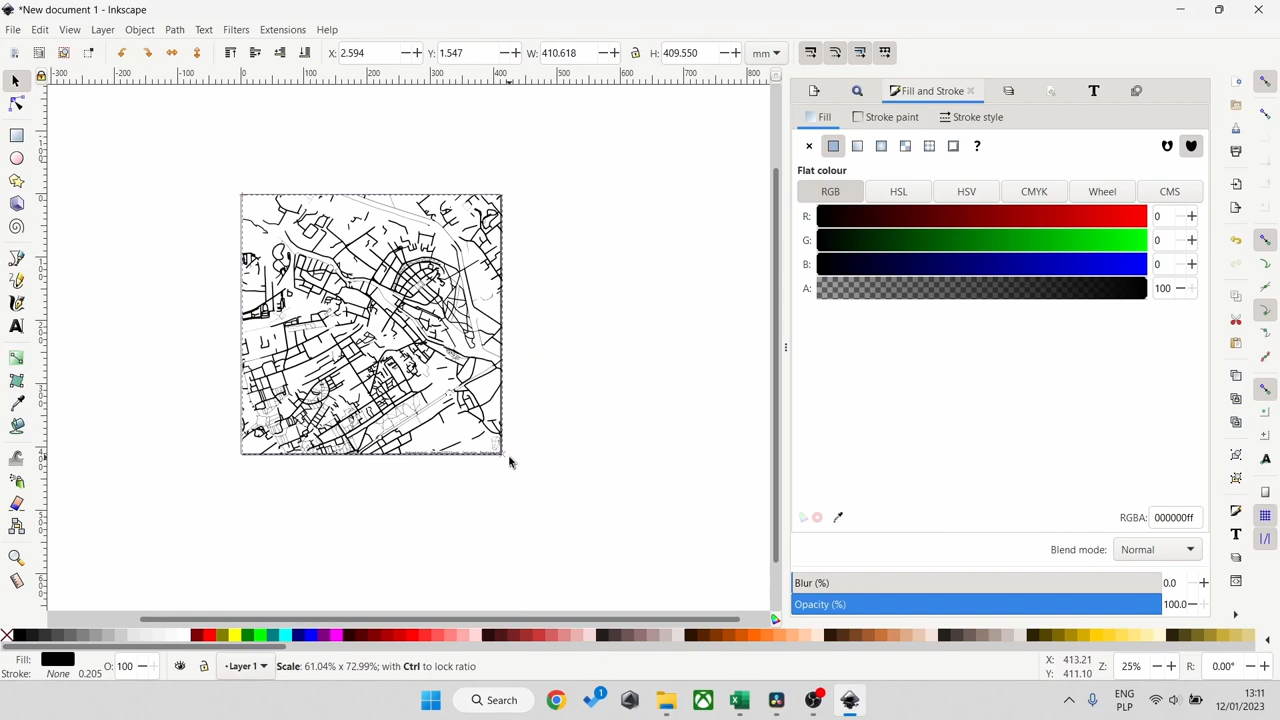 *New document 1 - Inkscape
File Edit View Layer Object Path Text Filters Extensions Help
X: 2.594 Y: 1.547 W: 410.618 H: 409.550 mm
-300 -200 -100 0 100 200 300 400 500 600 700 800
Fill and Stroke
Fill Stroke paint Stroke style
Flat colour
RGB HSL HSV CMYK Wheel CMS
R: 0
G: 0
B: 0
A: 100
RGBA: 000000ff
Blend mode: Normal
Blur (%) 0.0
Opacity (%) 100.0
Fill: O: 100 Layer 1 Scale: 61.04% x 72.99%; with Ctrl to lock ratio X: 413.21 Z: 25% R: 0.00°
Stroke: None 0.205 Y: 411.10
Search 1 ENG 13:11
PLP 12/01/2023